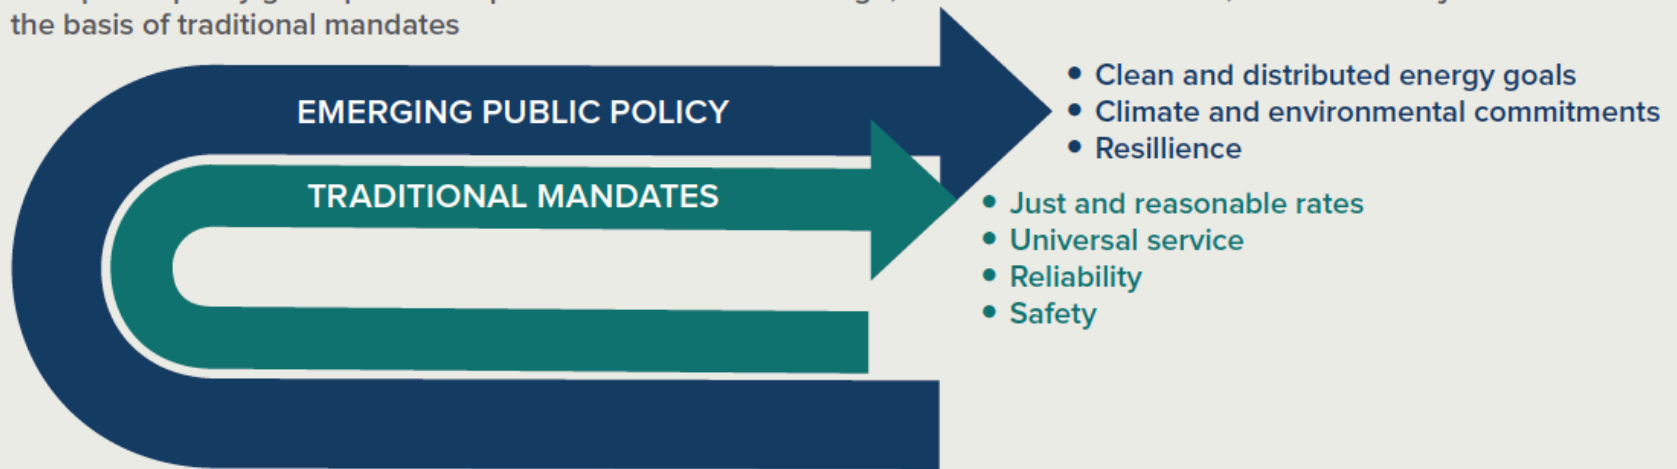 the basis of traditional mandates
EMERGING PUBLIC POLICY
• Clean and distributed energy goals
• Climate and environmental commitments
• Resillience
TRADITIONAL MANDATES
• Just and reasonable rates
• Universal service
• Reliability
• Safety